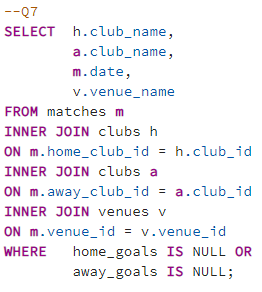 --Q7
SELECT  h.club_name,
        a.club_name,
        m.date,
        v.venue_name
FROM matches m
INNER JOIN clubs h
ON m.home_club_id = h.club_id
INNER JOIN clubs a
ON m.away_club_id = a.club_id
INNER JOIN venues v
ON m.venue_id = v.venue_id
WHERE   home_goals IS NULL OR
        away_goals IS NULL;